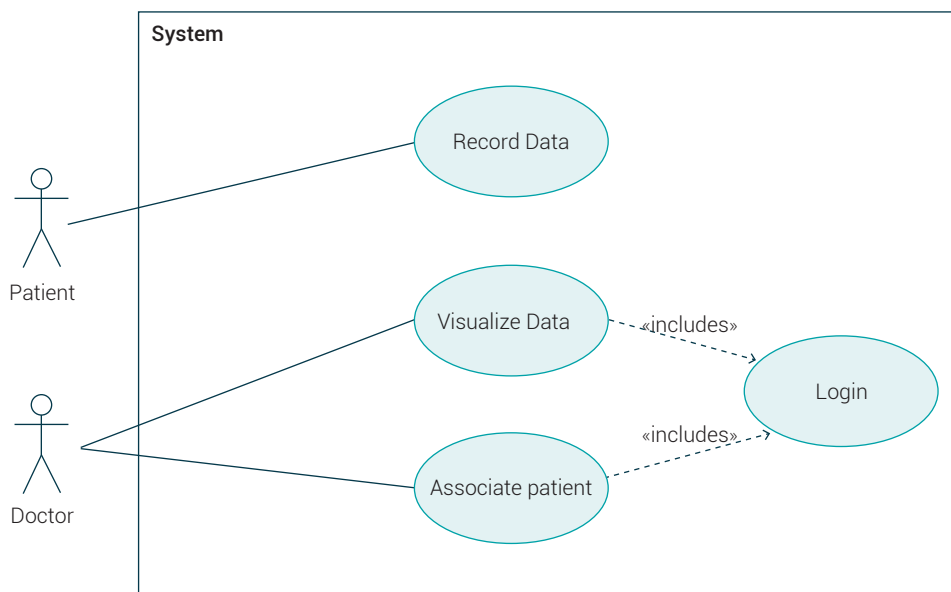 System
Record Data
Patient
Visualize Data
«includes»
Login
«includes»
Associate patient
Doctor